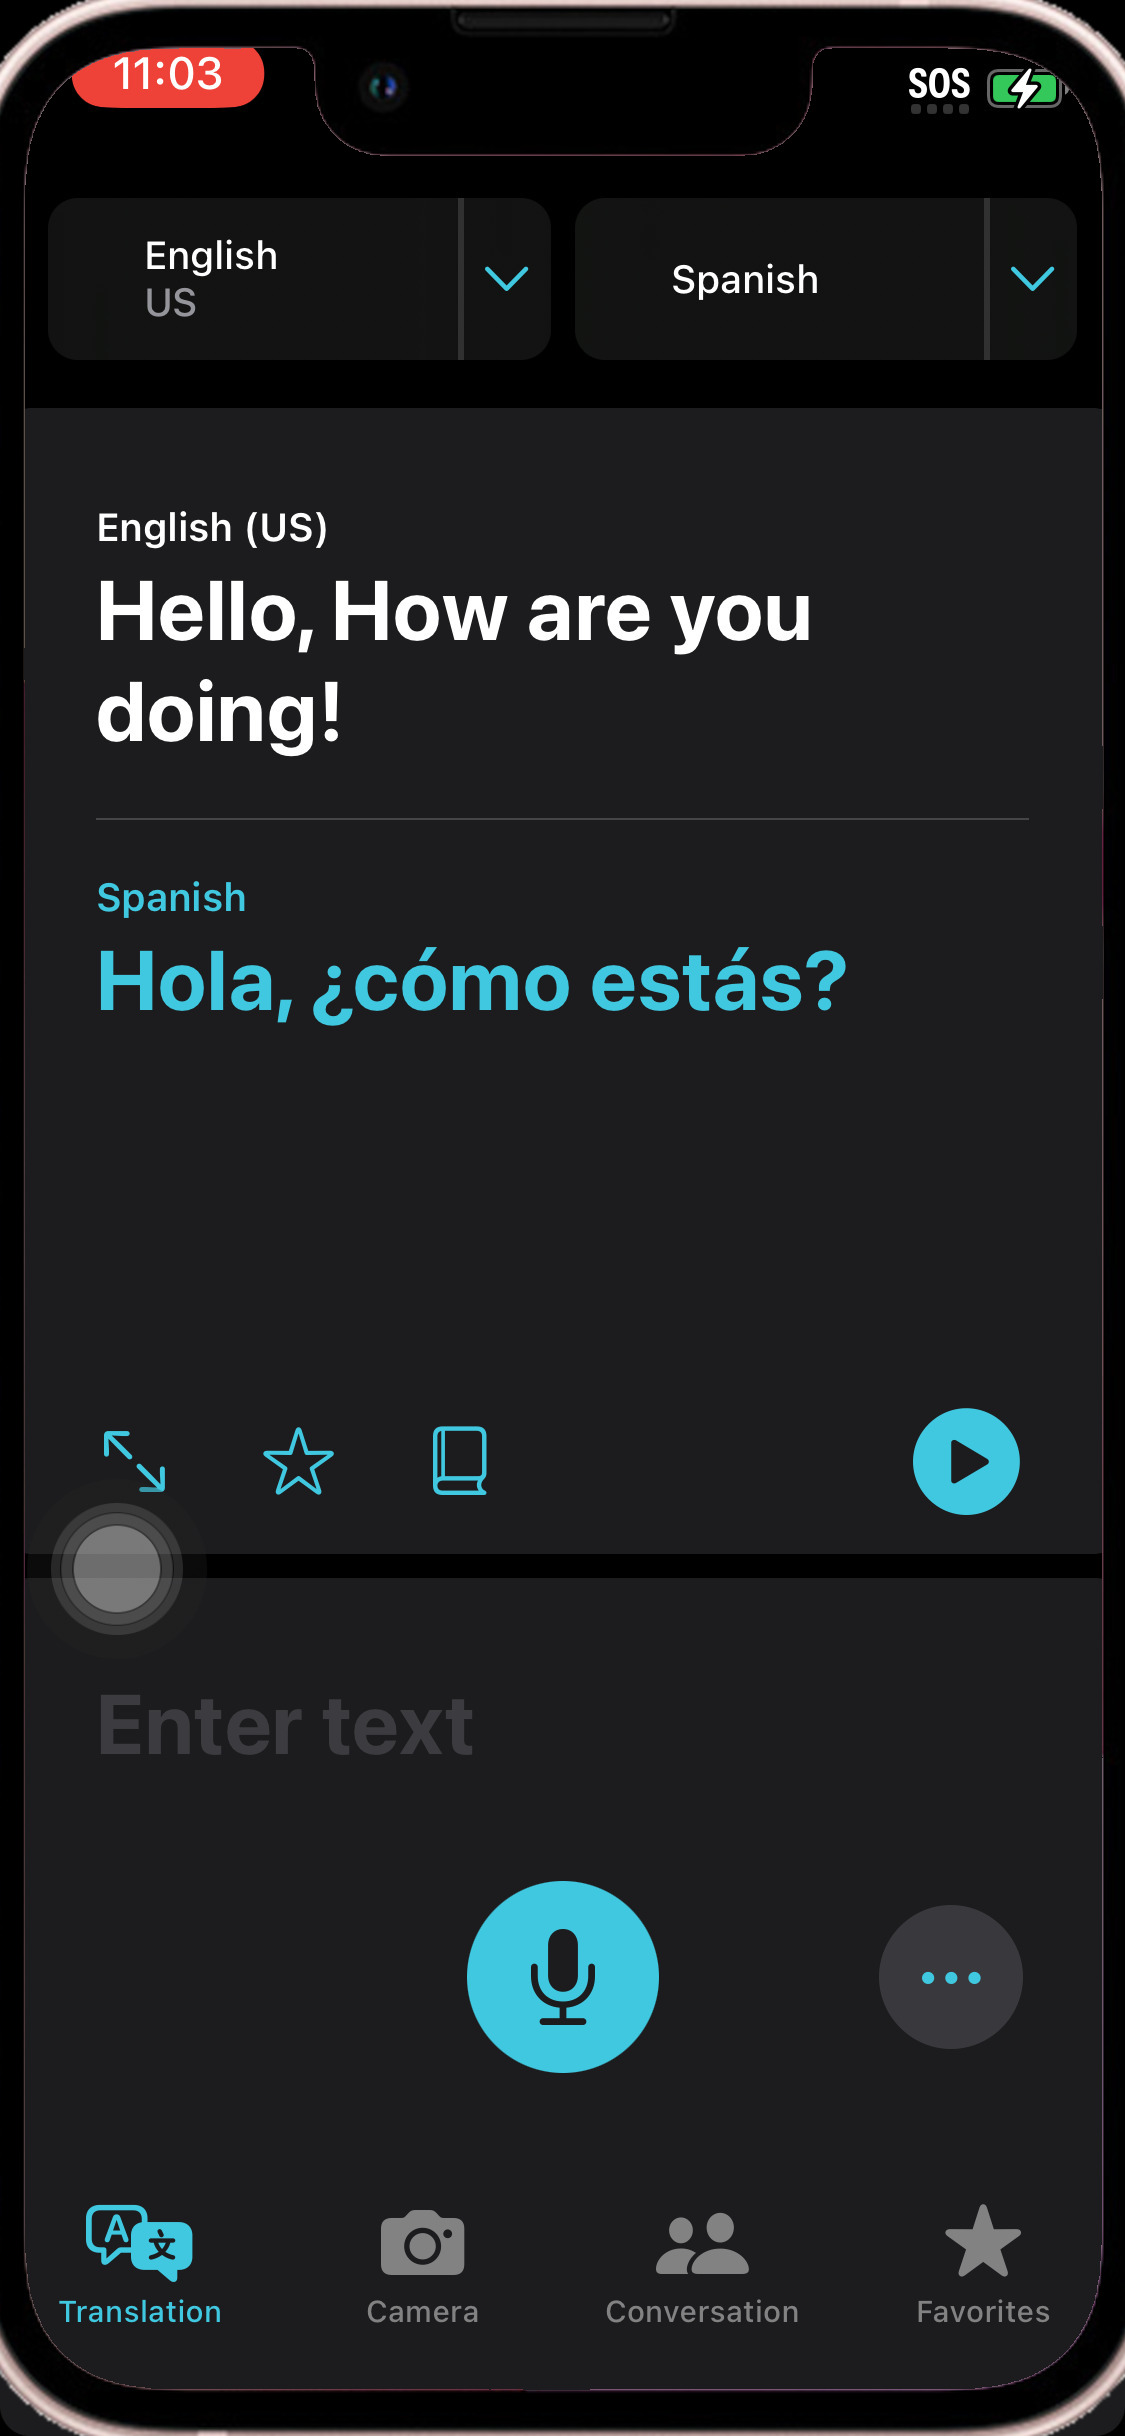 11:03
SOS
English
US
Spanish
English (US)
Hello, How are you
doing!
Spanish
Hola, ¿cómo estás?
Enter text
A
文
Translation
Camera
Conversation
Favorites